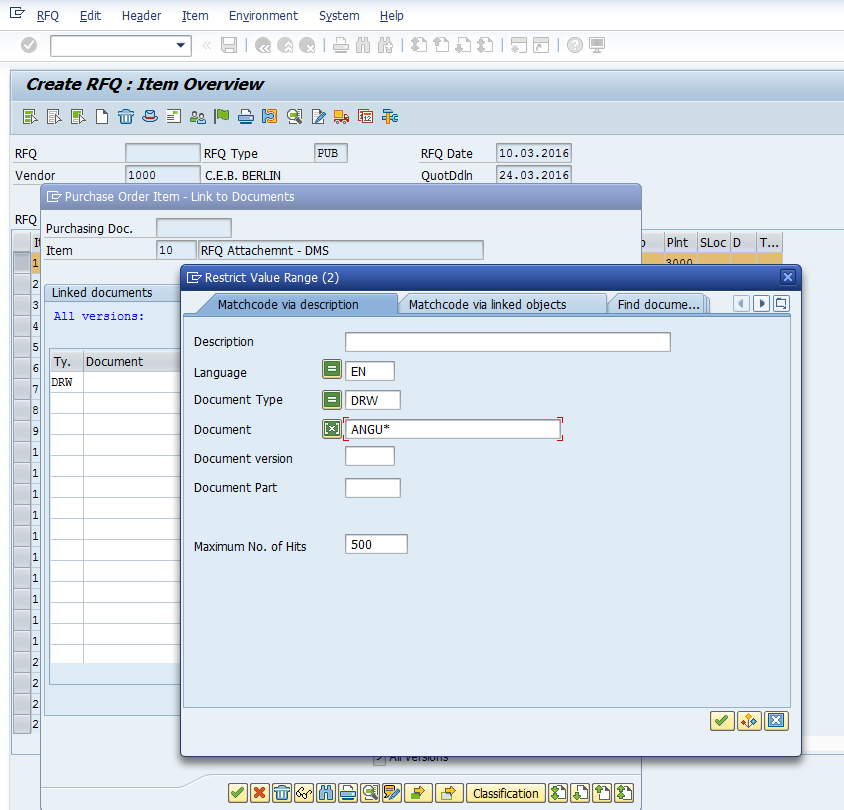 RFQ Edit Header Item Environment System Help
Create RFQ : Item Overview
RFQ RFQ Type PUB RFQ Date 10.03.2016
Vendor 1000 C.E.B. BERLIN QuotDdln 24.03.2016
Purchase Order Item - Link to Documents
RFQ
Purchasing Doc.
Item 10 RFQ Attachemnt - DMS
Plnt SLoc D T...
3000
Restrict Value Range (2)
Linked documents
All versions:
Ty. Document
DRW
Matchcode via description Matchcode via linked objects Find docume...
Description
Language EN
Document Type DRW
Document ANGU*
Document version
Document Part
Maximum No. of Hits 500
All versions
Classification